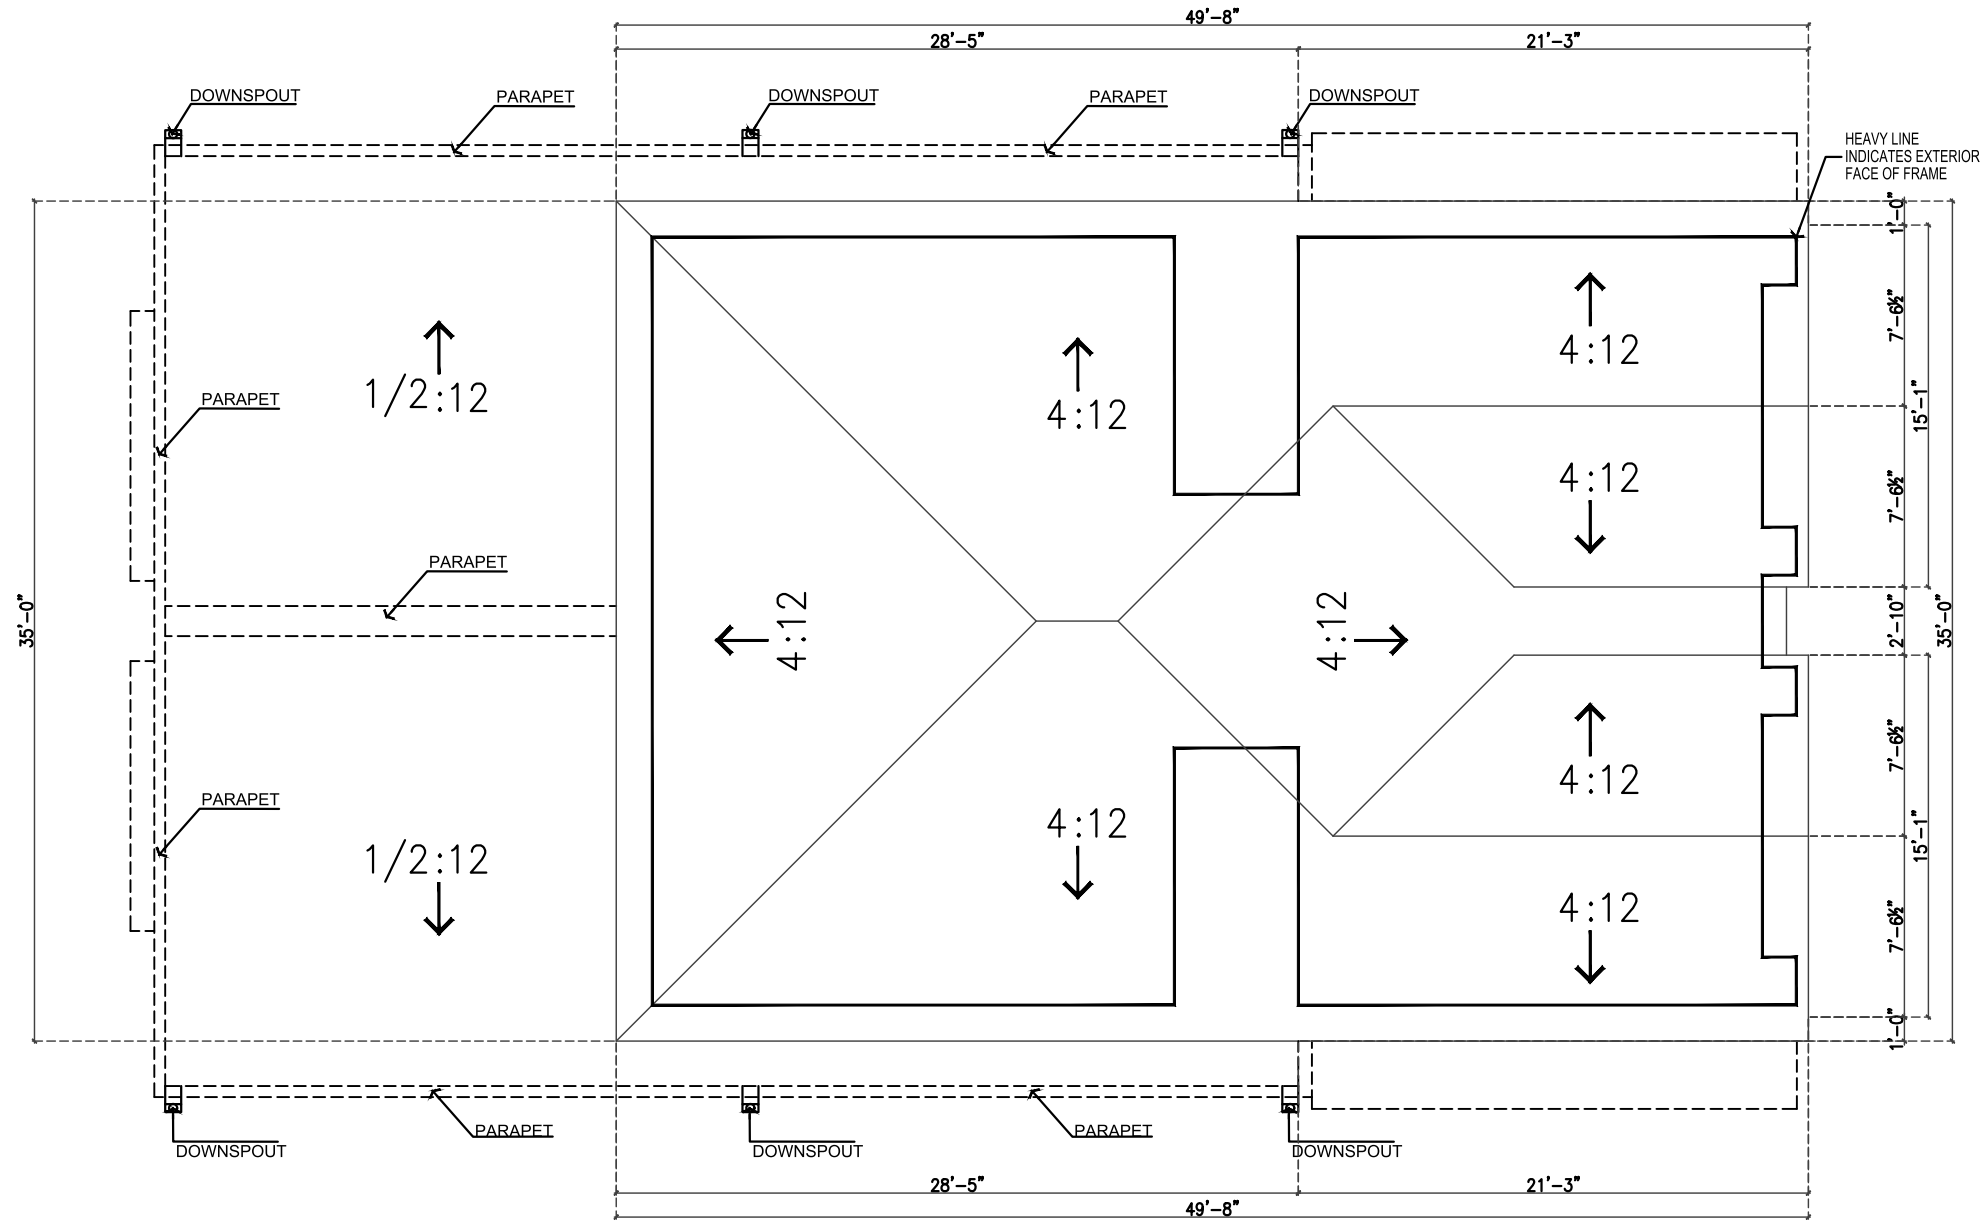 49'-8"
28'-5"
21'-3"
DOWNSPOUT
PARAPET
DOWNSPOUT
PARAPET
DOWNSPOUT
HEAVY LINE
INDICATES EXTERIOR
FACE OF FRAME
1'-0"
7'-6½"
4:12
1/2:12
4:12
PARAPET
15'-1"
4:12
7'-6½"
PARAPET
35'-0"
4:12
4:12
2'-10"
35'-0"
7'-6½"
4:12
PARAPET
4:12
15'-1"
1/2:12
4:12
7'-6½"
1'-0"
PARAPET
PARAPET
DOWNSPOUT
DOWNSPOUT
DOWNSPOUT
28'-5"
21'-3"
49'-8"